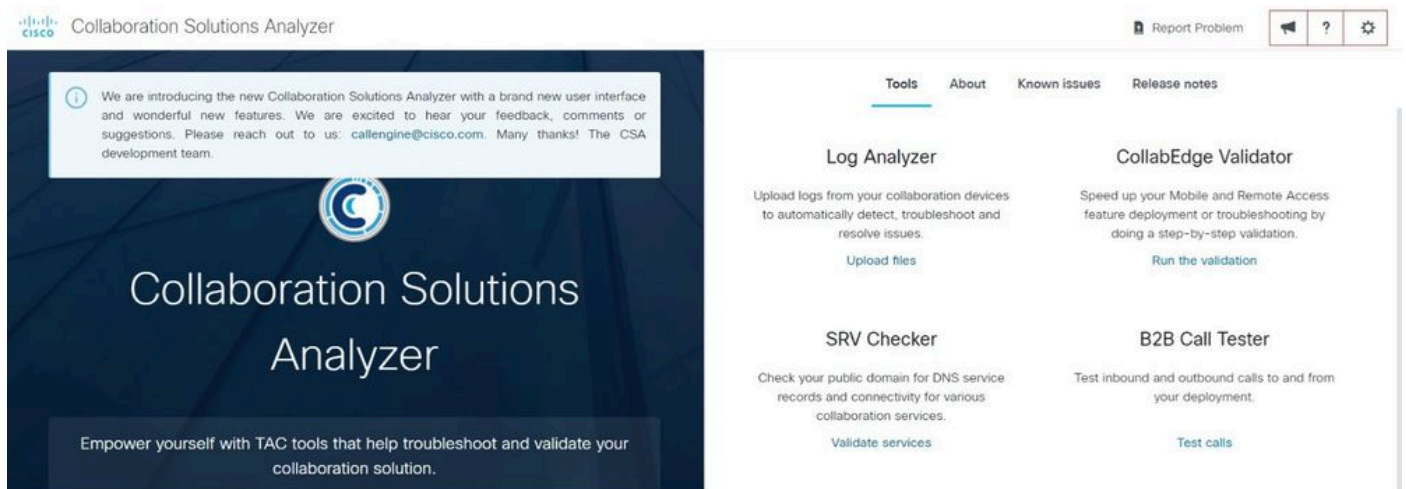 cisco
Collaboration Solutions Analyzer
Report Problem
?
We are introducing the new Collaboration Solutions Analyzer with a brand new user interface
and wonderful new features. We are excited to hear your feedback, comments or
suggestions. Please reach out to us: callengine@cisco.com. Many thanks! The CSA
development team.
C
Collaboration Solutions
Analyzer
Empower yourself with TAC tools that help troubleshoot and validate your
collaboration solution.
Tools
About
Known issues
Release notes
Log Analyzer
Upload logs from your collaboration devices
to automatically detect, troubleshoot and
resolve issues.
Upload files
CollabEdge Validator
Speed up your Mobile and Remote Access
feature deployment or troubleshooting by
doing a step-by-step validation.
Run the validation
SRV Checker
Check your public domain for DNS service
records and connectivity for various
collaboration services.
Validate services
B2B Call Tester
Test inbound and outbound calls to and from
your deployment.
Test calls